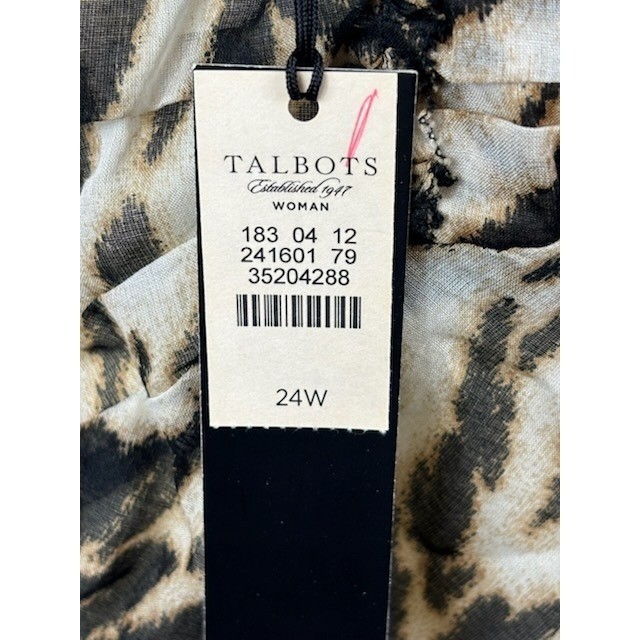 TALBOTS
Established 1947
WOMAN
183 04 12
241601 79
35204288
24W